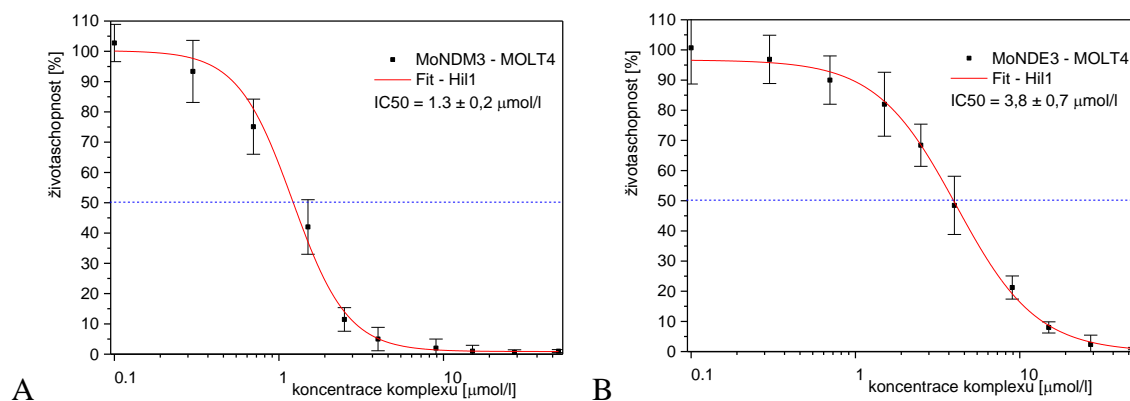 110
100
90
80
70
60
50
40
30
20
10
0
životaschopnost [%]
MoNDM3 - MOLT4
Fit - Hil1
IC50 = 1.3 ± 0,2 μmol/l
0.1
1
10
koncentrace komplexu [μmol/l]
A
110
100
90
80
70
60
50
40
30
20
10
0
životaschopnost [%]
MoNDE3 - MOLT4
Fit - Hil1
IC50 = 3,8 ± 0,7 μmol/l
0.1
1
10
koncentrace komplexu [μmol/l]
B